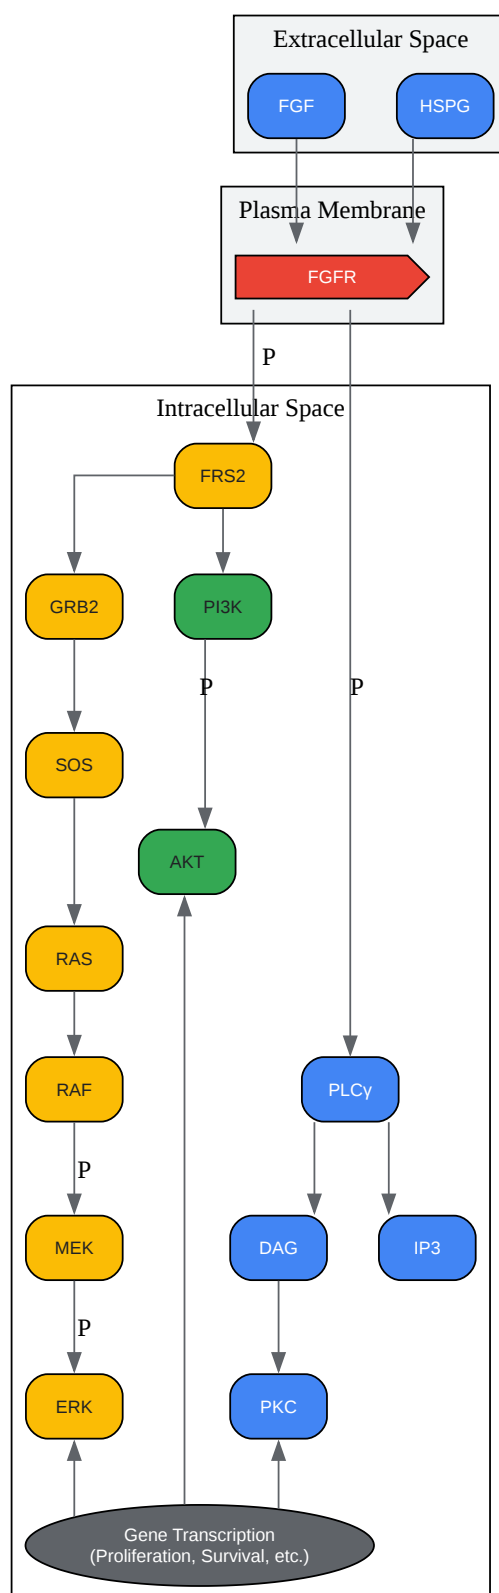 Extracellular Space
FGF
HSPG
Plasma Membrane
FGFR
P
Intracellular Space
FRS2
GRB2
PI3K
P
P
SOS
AKT
RAS
RAF
PLCγ
P
MEK
DAG
IP3
P
ERK
PKC
Gene Transcription
(Proliferation, Survival, etc.)